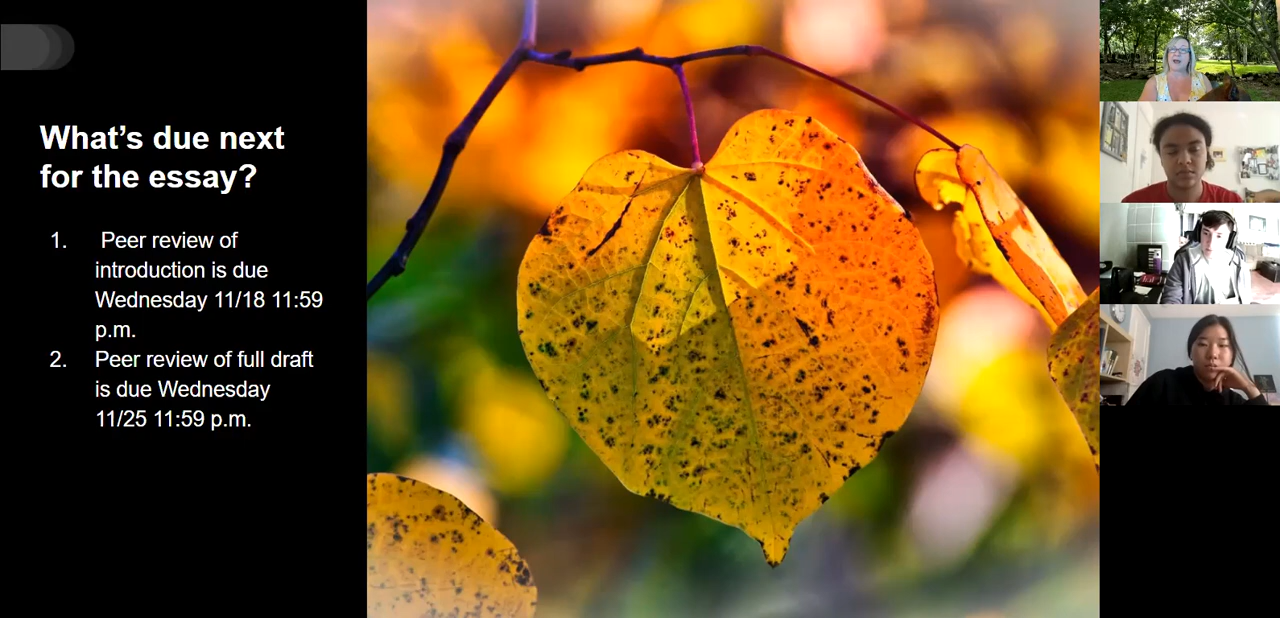 What’s due next
for the essay?
1. Peer review of
introduction is due
Wednesday 11/18 11:59
p.m.
2. Peer review of full draft
is due Wednesday
11/25 11:59 p.m.